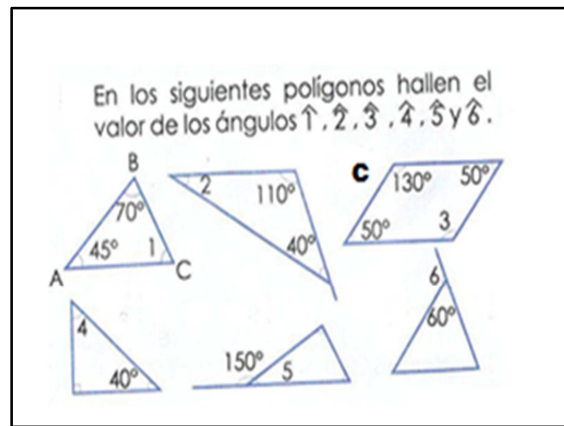 En los siguientes polígonos hallen el
valor de los ángulos 1̂ , 2̂ , 3̂ , 4̂ , 5̂ y 6̂ .
B
70°
45°
1
A
C
2
110°
40°
C
130°
50°
50°
3
4
40°
150°
5
6
60°